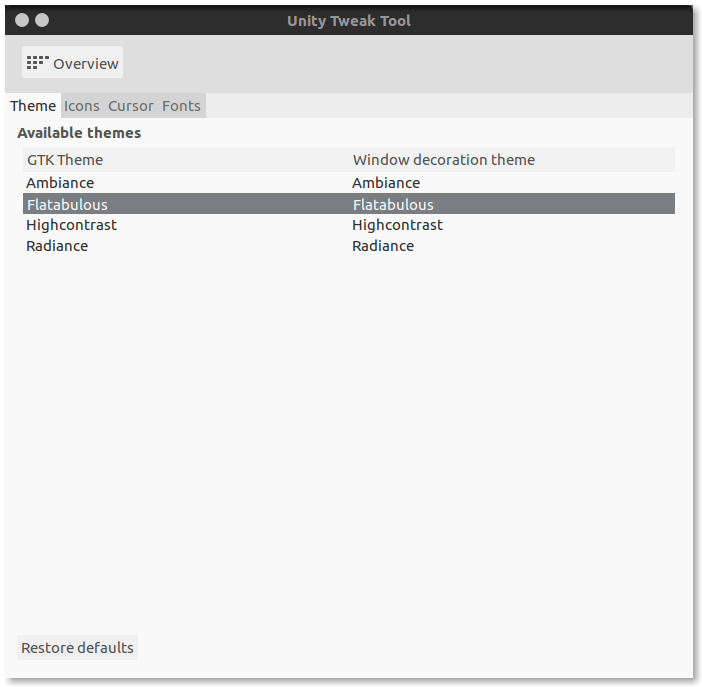 Unity Tweak Tool
Overview
Theme Icons Cursor Fonts
Available themes
GTK Theme Window decoration theme
Ambiance Ambiance
Flatabulous Flatabulous
Highcontrast Highcontrast
Radiance Radiance
Restore defaults